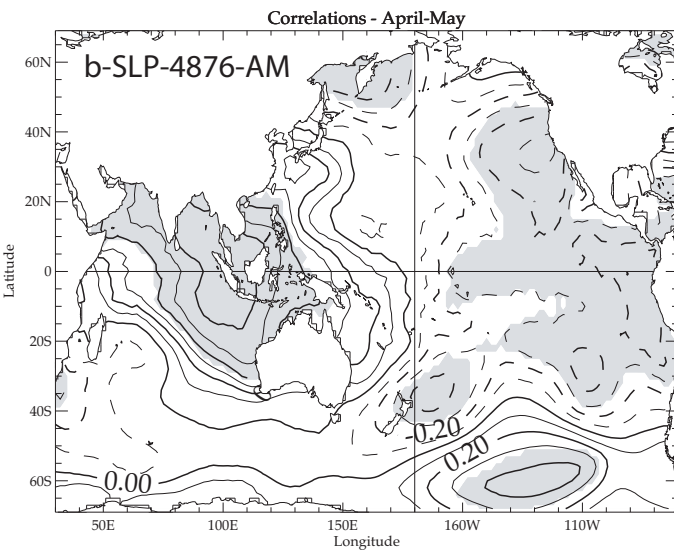 Correlations - April-May
b-SLP-4876-AM
60N
40N
20N
0
20S
40S
60S
Latitude
-0.20
0.20
0.00
50E 100E 150E 160W 110W
Longitude